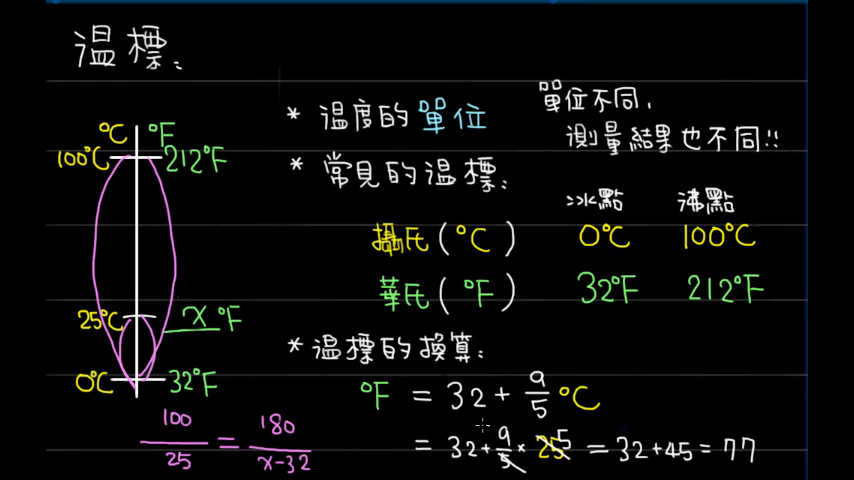 溫標：
* 溫度的單位
單位不同，
測量結果也不同!!
* 常見的溫標：
冰點 沸點
攝氏(°C) 0°C 100°C
華氏(°F) 32°F 212°F
* 溫標的換算：
°F = 32 + 9/5 °C
= 32 + 9/5 × 25 5 = 32 + 45 = 77
°C °F
100°C 212°F
25°C x °F
0°C 32°F
100/25 = 180/x-32